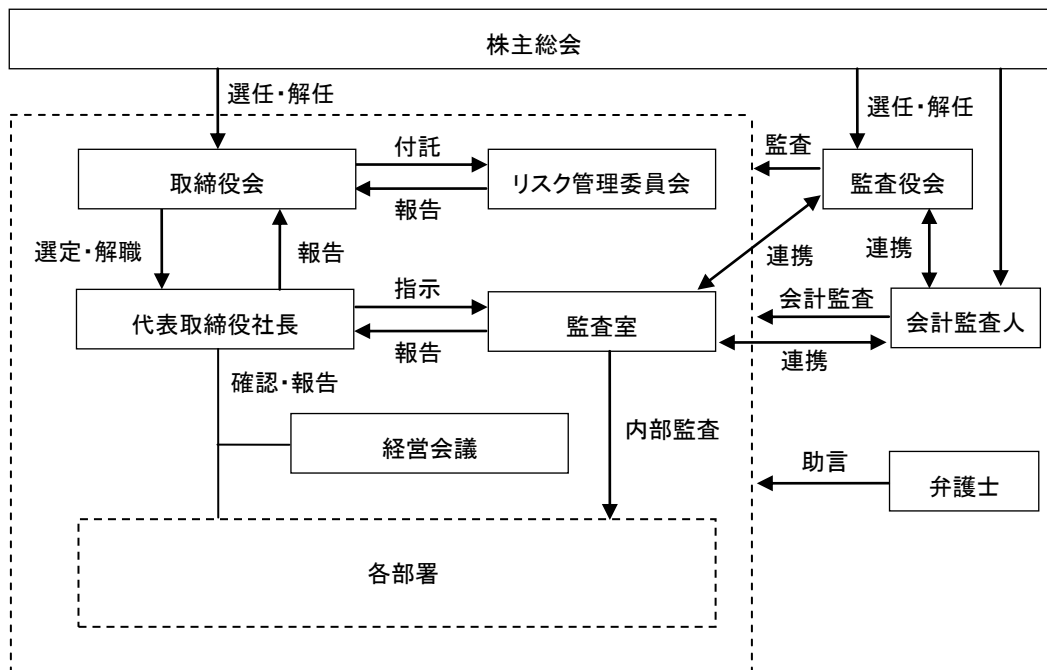 株主総会
選任・解任
選任・解任
付託
監査
取締役会
リスク管理委員会
監査役会
報告
選定・解職
報告
連携
連携
指示
会計監査
代表取締役社長
監査室
会計監査人
報告
連携
確認・報告
内部監査
経営会議
助言
弁護士
各部署